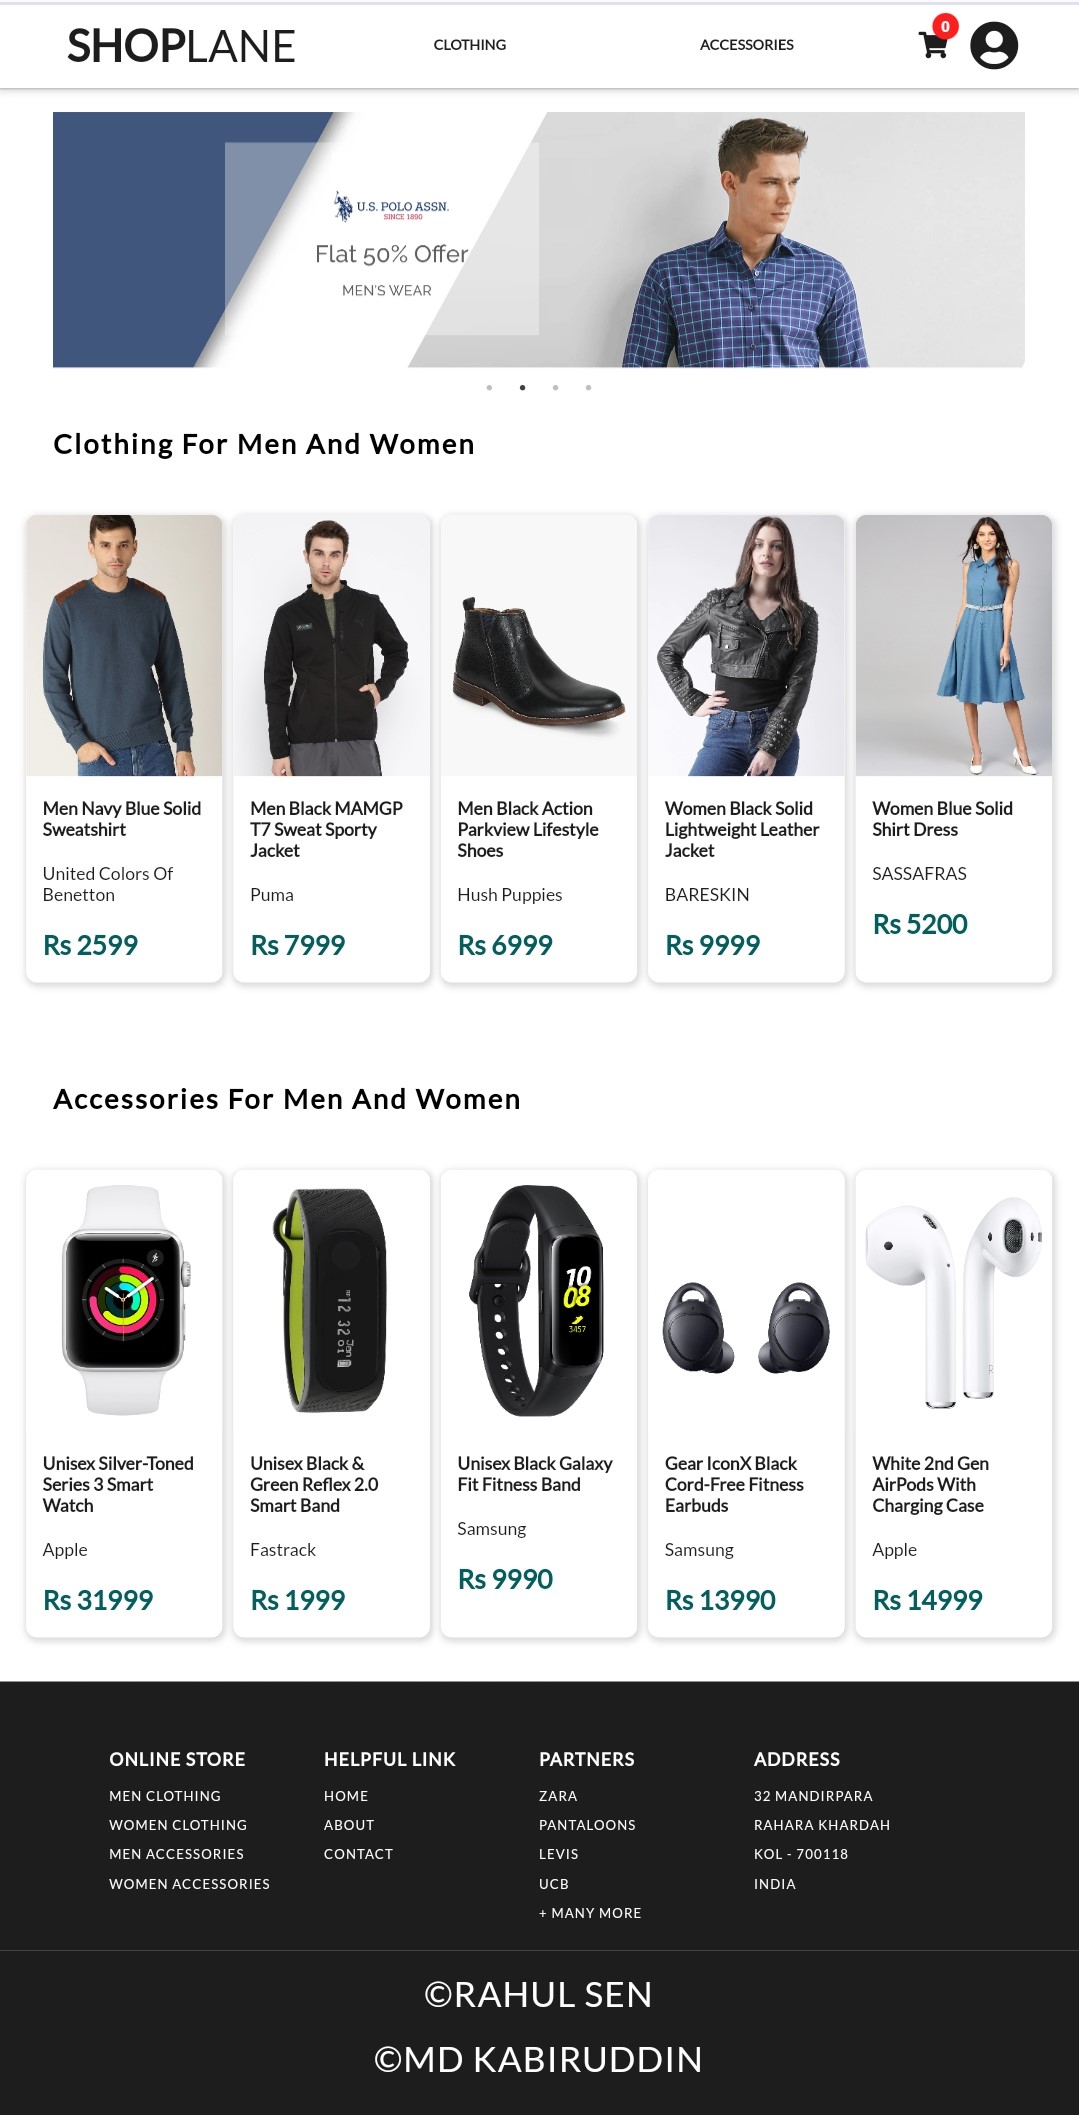 SHOPLANE
CLOTHING
ACCESSORIES
0
U.S. POLO ASSN.
SINCE 1890
Flat 50% Offer
MEN'S WEAR
Clothing For Men And Women
Men Navy Blue Solid
Sweatshirt
United Colors Of
Benetton
Rs 2599
Men Black MAMGP
T7 Sweat Sporty
Jacket
Puma
Rs 7999
Men Black Action
Parkview Lifestyle
Shoes
Hush Puppies
Rs 6999
Women Black Solid
Lightweight Leather
Jacket
BARESKIN
Rs 9999
Women Blue Solid
Shirt Dress
SASSAFRAS
Rs 5200
Accessories For Men And Women
12 32
Jan
01
10
08
3457
R
Unisex Silver-Toned
Series 3 Smart
Watch
Apple
Rs 31999
Unisex Black &
Green Reflex 2.0
Smart Band
Fastrack
Rs 1999
Unisex Black Galaxy
Fit Fitness Band
Samsung
Rs 9990
Gear IconX Black
Cord-Free Fitness
Earbuds
Samsung
Rs 13990
White 2nd Gen
AirPods With
Charging Case
Apple
Rs 14999
ONLINE STORE
MEN CLOTHING
WOMEN CLOTHING
MEN ACCESSORIES
WOMEN ACCESSORIES
HELPFUL LINK
HOME
ABOUT
CONTACT
PARTNERS
ZARA
PANTALOONS
LEVIS
UCB
+ MANY MORE
ADDRESS
32 MANDIRPARA
RAHARA KHARDAH
KOL - 700118
INDIA
©RAHUL SEN
©MD KABIRUDDIN